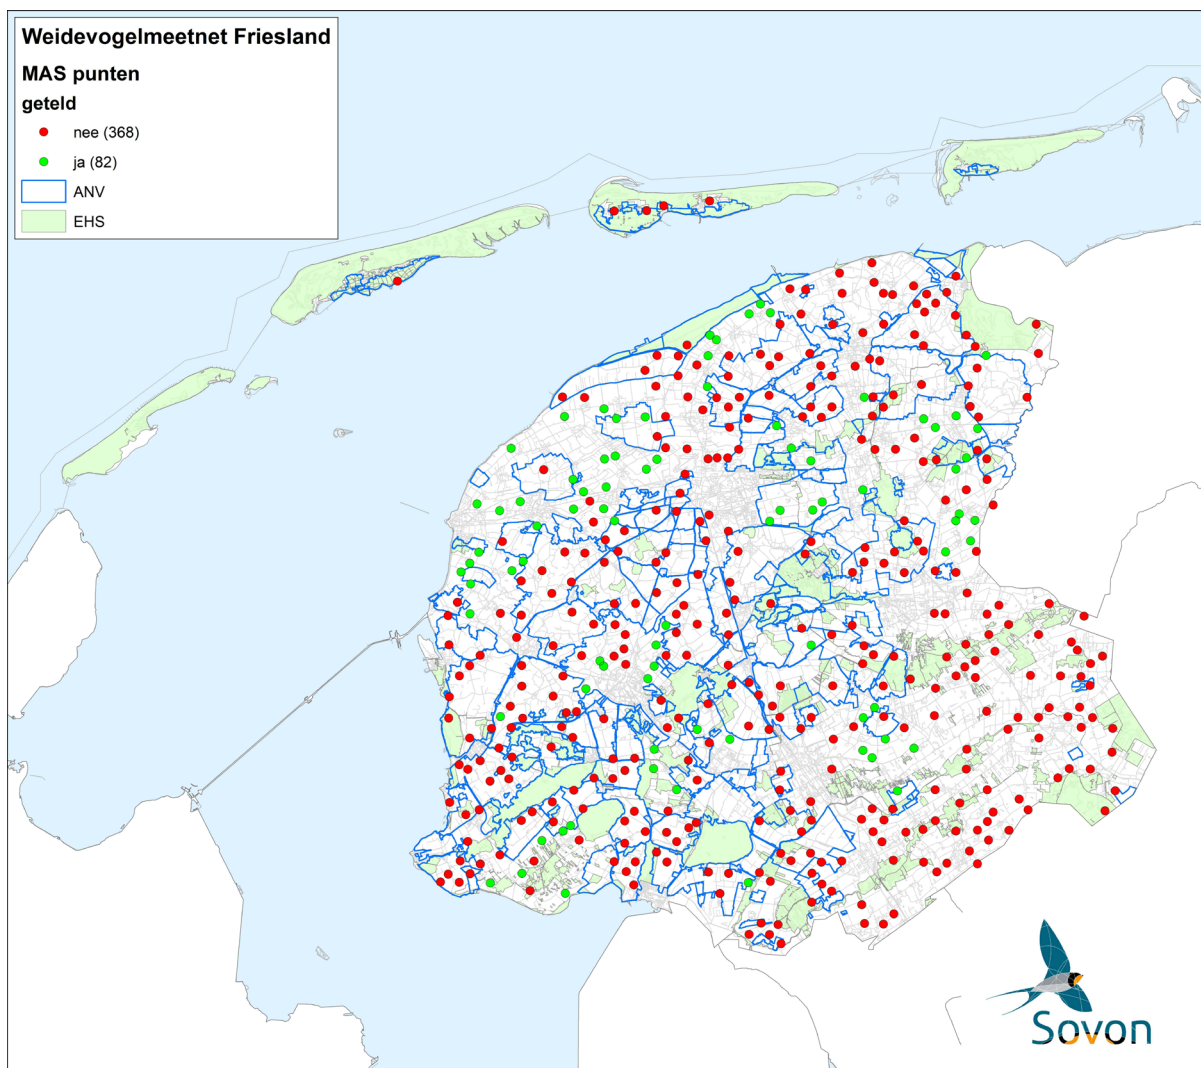 Weidevogelmeetnet Friesland
MAS punten
geteld
nee (368)
ja (82)
ANV
EHS
Sovon